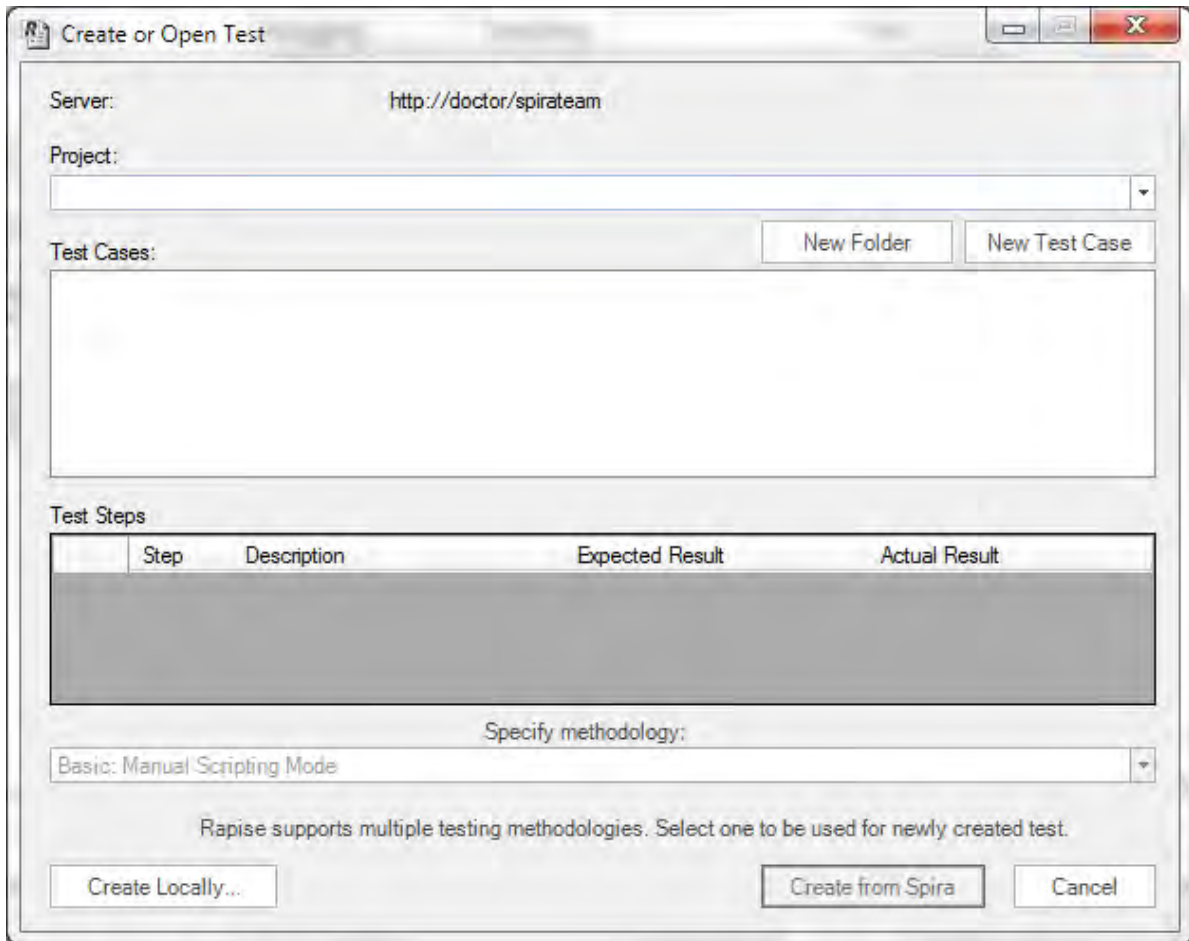 Create or Open Test
Server: http://doctor/spirateam
Project:
New Folder New Test Case
Test Cases:
Test Steps
Step Description Expected Result Actual Result
Specify methodology:
Basic: Manual Scripting Mode
Rapise supports multiple testing methodologies. Select one to be used for newly created test.
Create Locally... Create from Spira Cancel